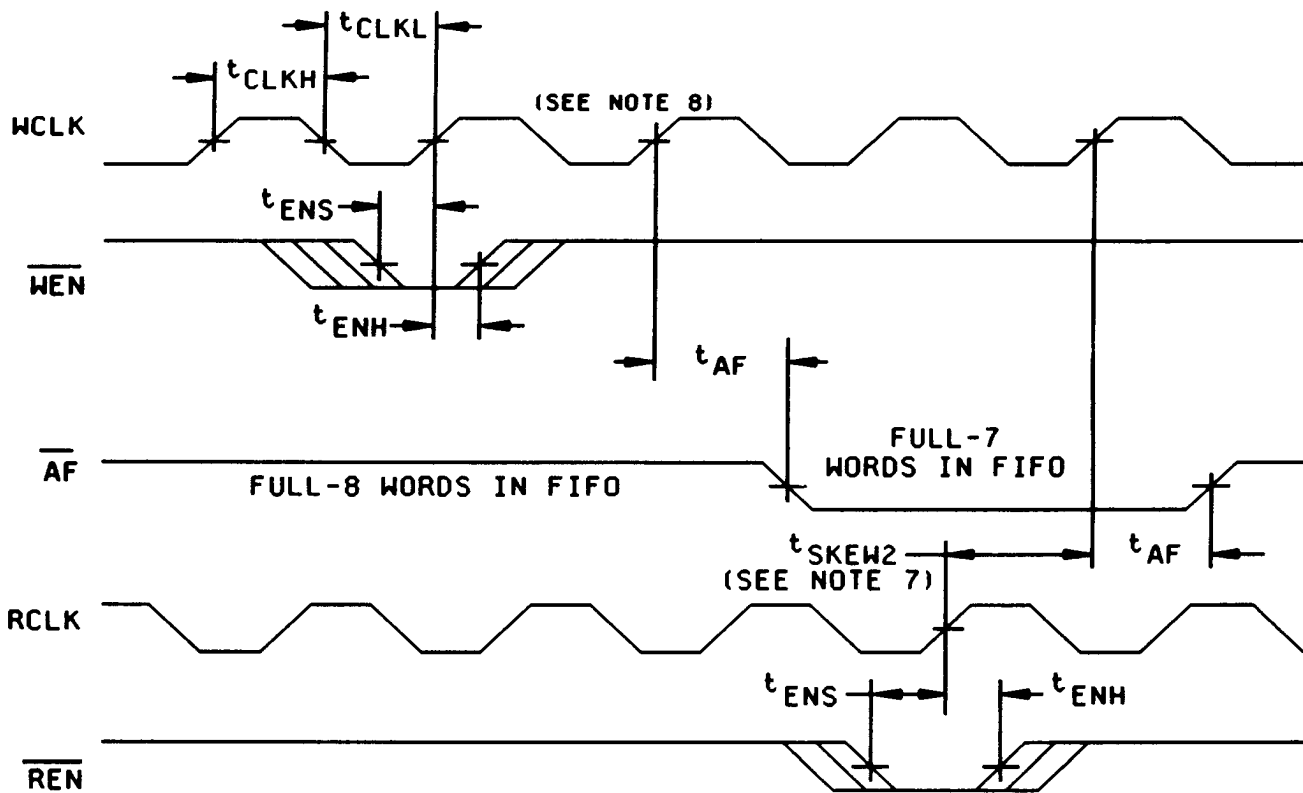 tCLKL
tCLKH
(SEE NOTE 8)
WCLK
tENS
WEN
tENH
tAF
FULL-7
WORDS IN FIFO
AF
FULL-8 WORDS IN FIFO
tSKEW2
tAF
(SEE NOTE 7)
RCLK
tENS
tENH
REN